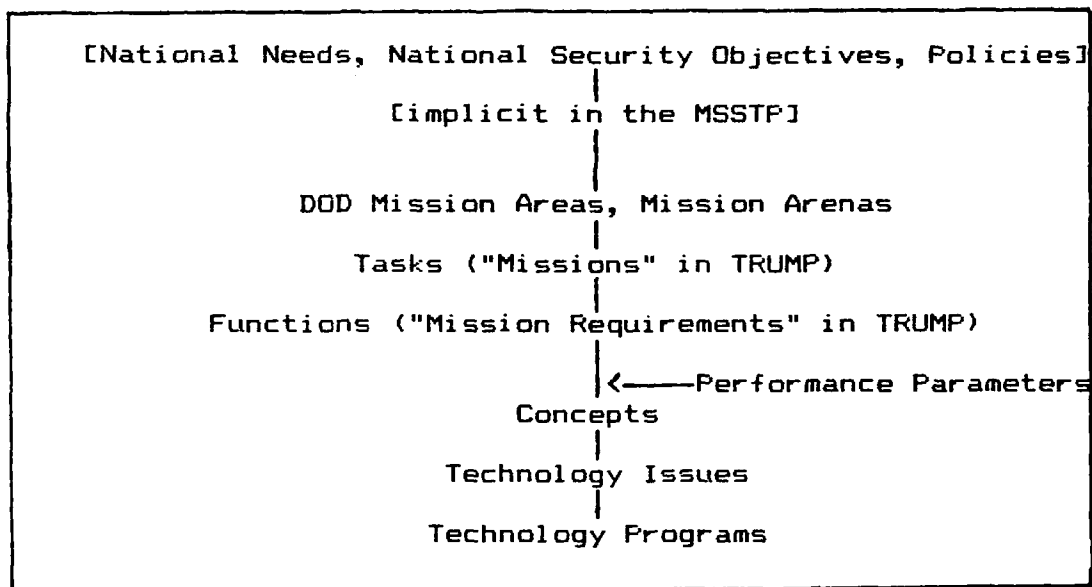 [National Needs, National Security Objectives, Policies]
[implicit in the MSSTP]
DOD Mission Areas, Mission Arenas
Tasks ("Missions" in TRUMP)
Functions ("Mission Requirements" in TRUMP)
<——Performance Parameters
Concepts
Technology Issues
Technology Programs